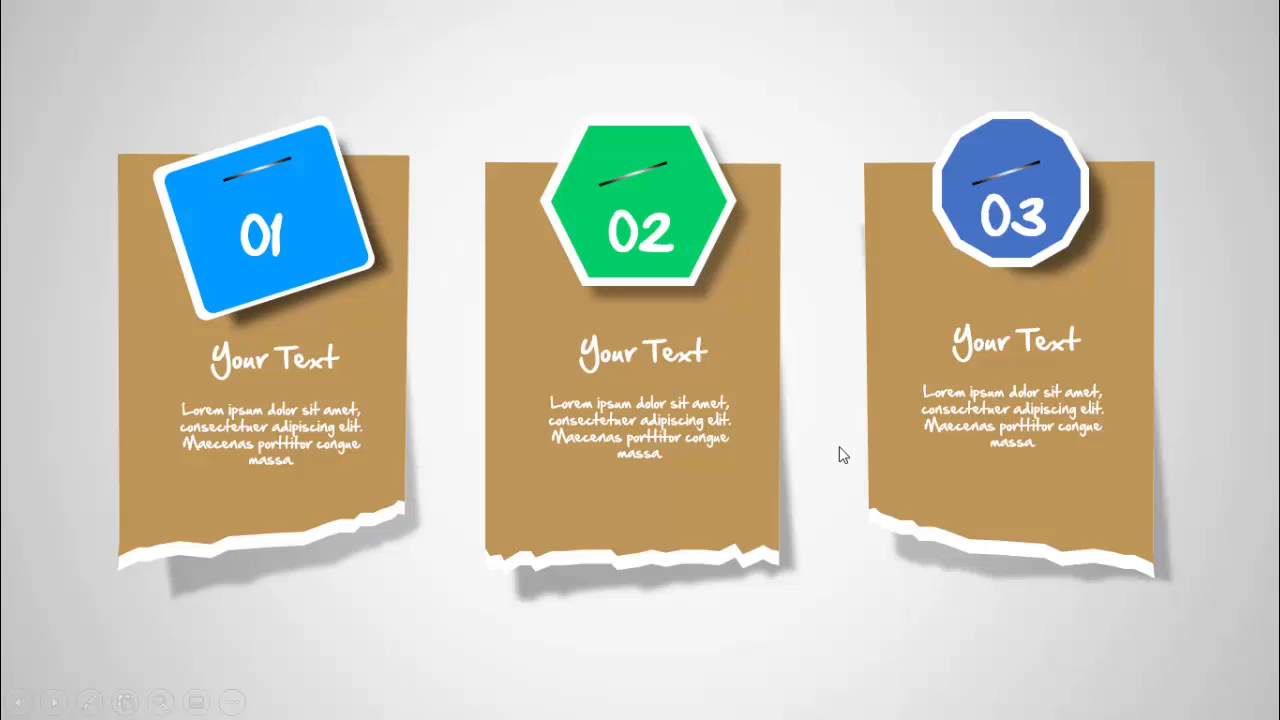 01
Your Text
Lorem ipsum dolor sit amet,
consectetuer adipiscing elit.
Maecenas porttitor congue
massa.
02
Your Text
Lorem ipsum dolor sit amet,
consectetuer adipiscing elit.
Maecenas porttitor congue
massa.
03
Your Text
Lorem ipsum dolor sit amet,
consectetuer adipiscing elit.
Maecenas porttitor congue
massa.